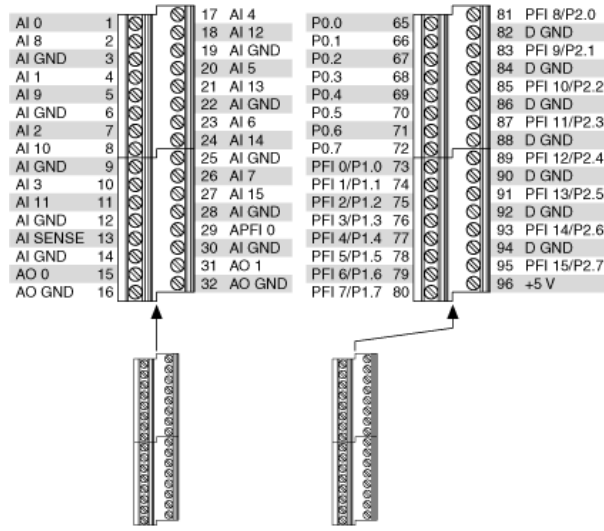 AI 0 1
AI 8 2
AI GND 3
AI 1 4
AI 9 5
AI GND 6
AI 2 7
AI 10 8
AI GND 9
AI 3 10
AI 11 11
AI GND 12
AI SENSE 13
AI GND 14
AO 0 15
AO GND 16
17 AI 4
18 AI 12
19 AI GND
20 AI 5
21 AI 13
22 AI GND
23 AI 6
24 AI 14
25 AI GND
26 AI 7
27 AI 15
28 AI GND
29 APFI 0
30 AI GND
31 AO 1
32 AO GND
P0.0 65
P0.1 66
P0.2 67
P0.3 68
P0.4 69
P0.5 70
P0.6 71
P0.7 72
PFI 0/P1.0 73
PFI 1/P1.1 74
PFI 2/P1.2 75
PFI 3/P1.3 76
PFI 4/P1.4 77
PFI 5/P1.5 78
PFI 6/P1.6 79
PFI 7/P1.7 80
81 PFI 8/P2.0
82 D GND
83 PFI 9/P2.1
84 D GND
85 PFI 10/P2.2
86 D GND
87 PFI 11/P2.3
88 D GND
89 PFI 12/P2.4
90 D GND
91 PFI 13/P2.5
92 D GND
93 PFI 14/P2.6
94 D GND
95 PFI 15/P2.7
96 +5 V